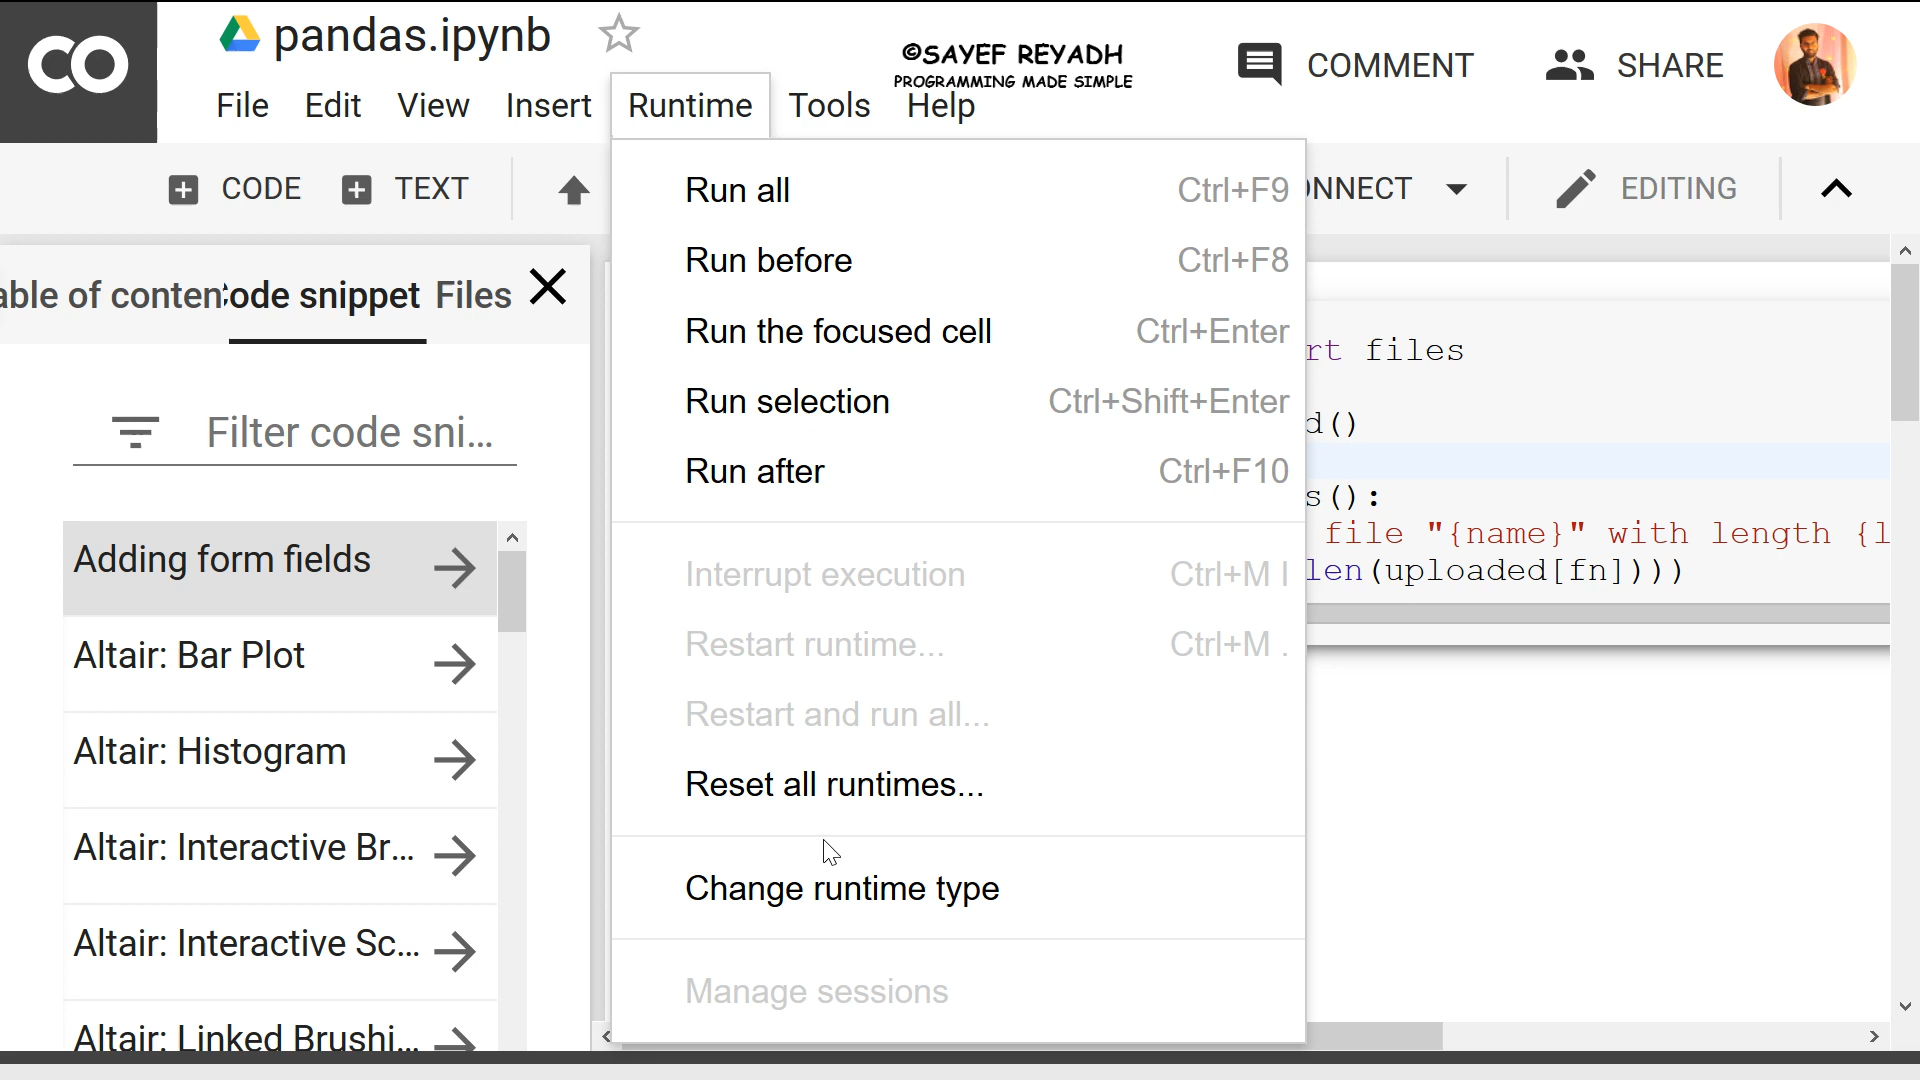 CO
pandas.ipynb
©SAYEF REYADH
PROGRAMMING MADE SIMPLE
COMMENT
SHARE
File Edit View Insert Runtime Tools Help
CODE TEXT
ONNECT
EDITING
able of conten ode snippet Files
Filter code sni...
Adding form fields
Altair: Bar Plot
Altair: Histogram
Altair: Interactive Br...
Altair: Interactive Sc...
Altair: Linked Brushi...
Run all Ctrl+F9
Run before Ctrl+F8
Run the focused cell Ctrl+Enter
Run selection Ctrl+Shift+Enter
Run after Ctrl+F10
Interrupt execution Ctrl+M I
Restart runtime... Ctrl+M .
Restart and run all...
Reset all runtimes...
Change runtime type
Manage sessions
rt files
d()
s():
file "{name}" with length {l
len(uploaded[fn])))